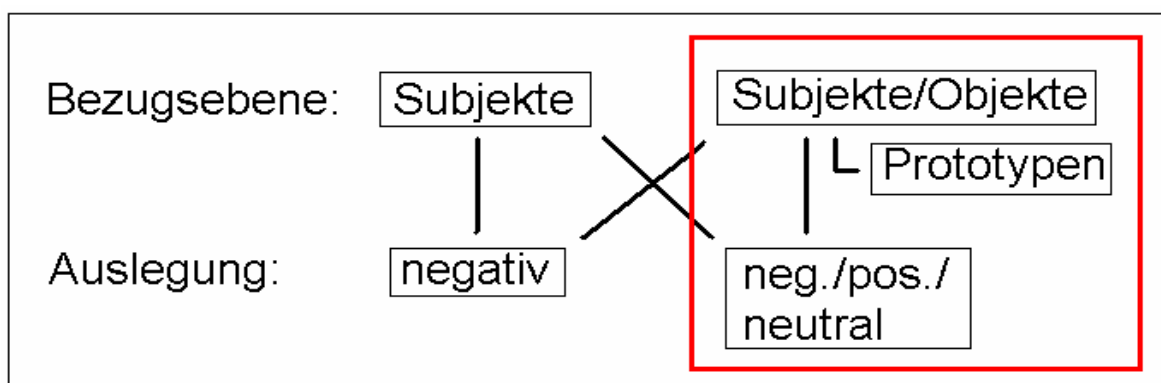 Bezugsebene: Subjekte Subjekte/Objekte
Prototypen
Auslegung: negativ neg./pos./
neutral